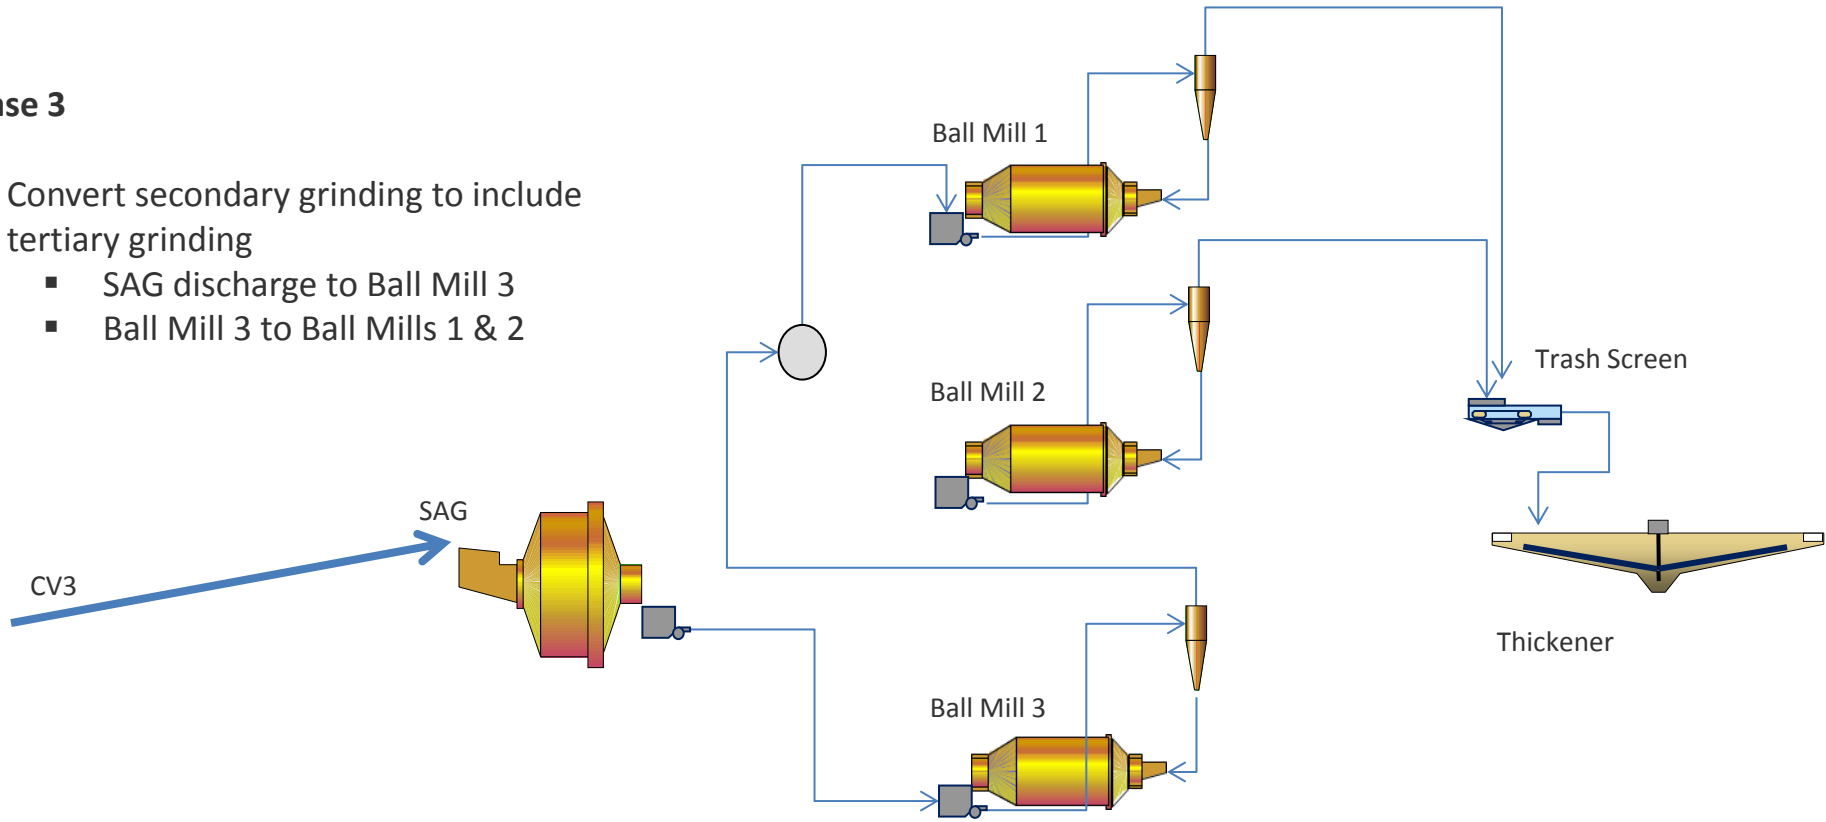 ase 3
Convert secondary grinding to include
tertiary grinding
▪ SAG discharge to Ball Mill 3
▪ Ball Mill 3 to Ball Mills 1 & 2
Ball Mill 1
Ball Mill 2
Trash Screen
SAG
CV3
Thickener
Ball Mill 3